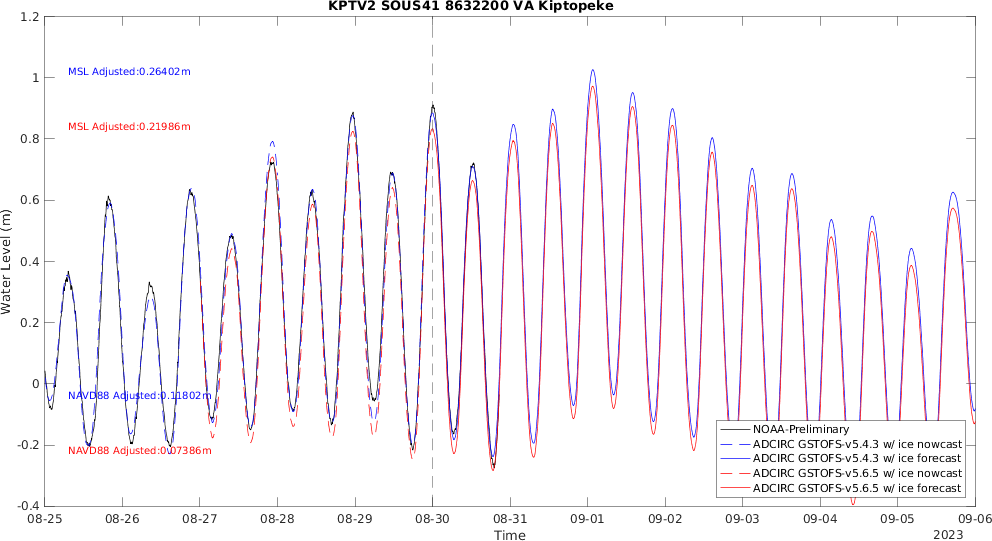 KPTV2 SOUS41 8632200 VA Kiptopeke
1.2
1
0.8
0.6
0.4
0.2
0
-0.2
-0.4
Water Level (m)
MSL Adjusted:0.26402m
MSL Adjusted:0.21986m
NAVD88 Adjusted:0.11802m
NAVD88 Adjusted:0.07386m
NOAA-Preliminary
ADCIRC GSTOFS-v5.4.3 w/ ice nowcast
ADCIRC GSTOFS-v5.4.3 w/ ice forecast
ADCIRC GSTOFS-v5.6.5 w/ ice nowcast
ADCIRC GSTOFS-v5.6.5 w/ ice forecast
08-25 08-26 08-27 08-28 08-29 08-30 08-31 09-01 09-02 09-03 09-04 09-05 09-06
Time
2023